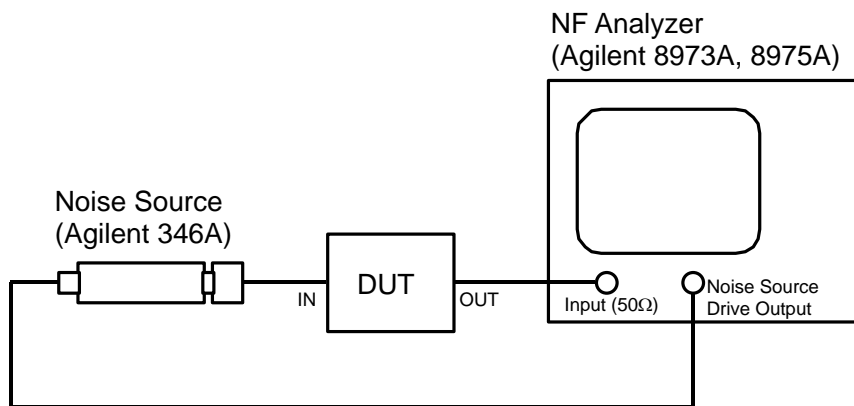 NF Analyzer
(Agilent 8973A, 8975A)
Noise Source
(Agilent 346A)
IN
DUT
OUT
Input (50Ω)
Noise Source
Drive Output